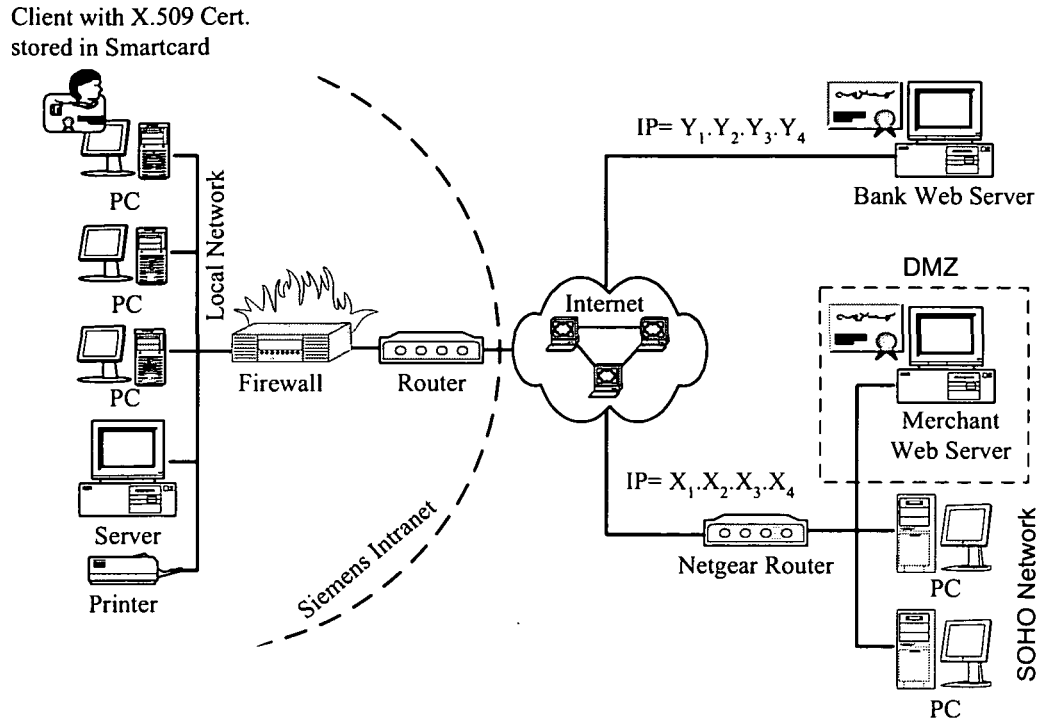 Client with X.509 Cert.
stored in Smartcard
PC
PC
PC
Server
Printer
Local Network
Firewall
Router
Siemens Intranet
Internet
IP= Y₁.Y₂.Y₃.Y₄
Bank Web Server
DMZ
Merchant
Web Server
IP= X₁.X₂.X₃.X₄
Netgear Router
PC
PC
SOHO Network